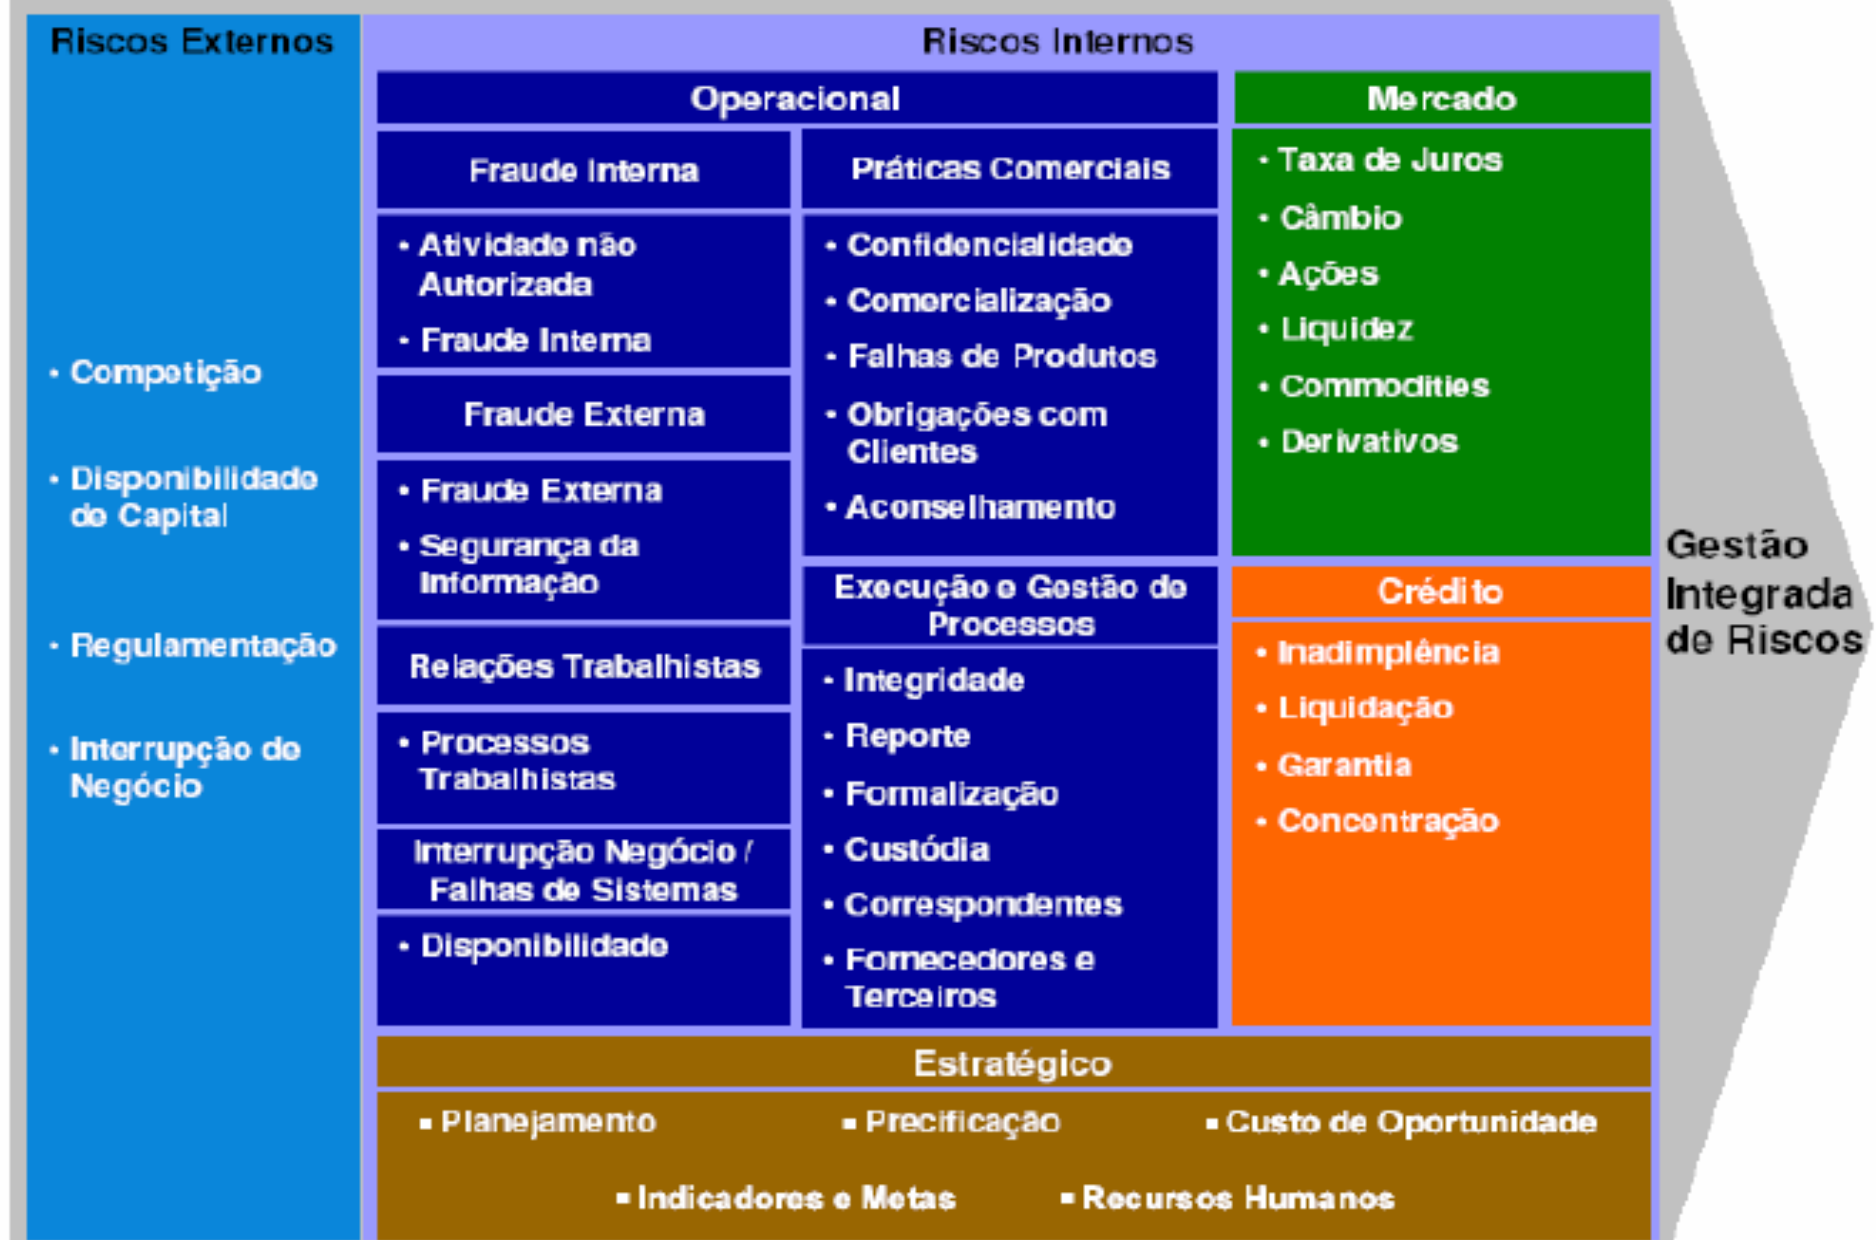 Riscos Externos
• Competição
• Disponibilidade
de Capital
• Regulamentação
• Interrupção de
Negócio
Riscos Internos
Operacional
Fraude Interna
• Atividade não
Autorizada
• Fraude Interna
Fraude Externa
• Fraude Externa
• Segurança da
Informação
Relações Trabalhistas
• Processos
Trabalhistas
Interrupção Negócio /
Falhas de Sistemas
• Disponibilidade
Práticas Comerciais
• Confidencialidade
• Comercialização
• Falhas de Produtos
• Obrigações com
Clientes
• Aconselhamento
Execução e Gestão de
Processos
• Integridade
• Reporte
• Formalização
• Custódia
• Correspondentes
• Fornecedores e
Terceiros
Mercado
• Taxa de Juros
• Câmbio
• Ações
• Liquidez
• Commodities
• Derivativos
Crédito
• Inadimplência
• Liquidação
• Garantia
• Concentração
Estratégico
▪ Planejamento ▪ Precificação ▪ Custo de Oportunidade
▪ Indicadores e Metas ▪ Recursos Humanos
Gestão
Integrada
de Riscos